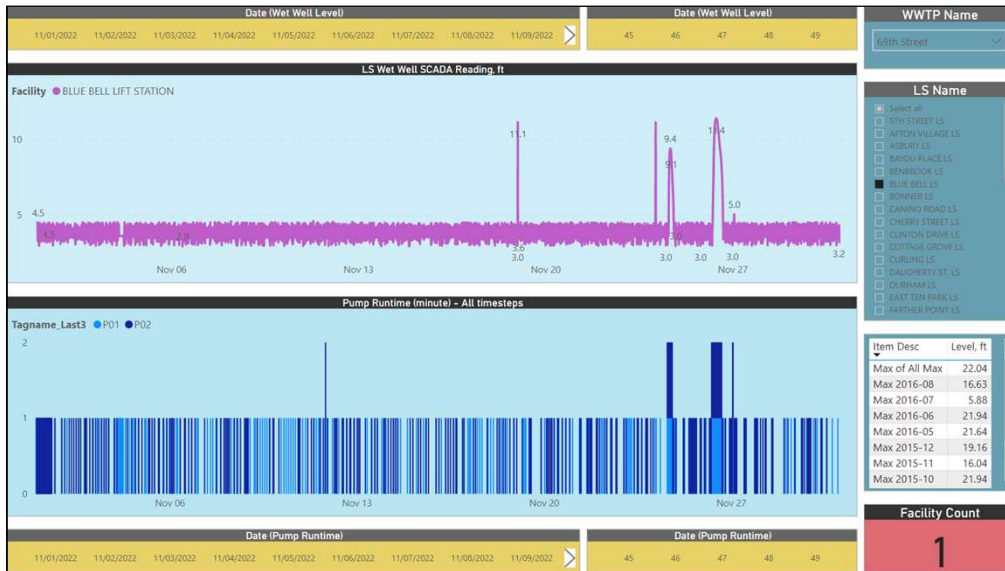 Date (Wet Well Level)
11/01/2022 11/02/2022 11/03/2022 11/04/2022 11/05/2022 11/06/2022 11/07/2022 11/08/2022 11/09/2022
Date (Wet Well Level)
45 46 47 48 49
WWTP Name
69th Street
LS Wet Well SCADA Reading, ft
Facility BLUE BELL LIFT STATION
10
5
4.5
4.5
3.9
11.1
3.6
3.0
9.4
9.1
3.0
3.0
11.4
3.0
5.0
3.0
3.2
Nov 06 Nov 13 Nov 20 Nov 27
LS Name
Select all
5TH STREET LS
AFTON VILLAGE LS
ASBURY LS
BAYOU PLACE LS
BENBROOK LS
BLUE BELL LS
BONNER LS
CANINO ROAD LS
CHERRY STREET LS
CLINTON DRIVE LS
COTTAGE GROVE LS
CURLING LS
DAUGHERTY ST. LS
DURHAM LS
EAST TEN PARK LS
FARTHER POINT LS
Pump Runtime (minute) - All timesteps
Tagname_Last3 P01 P02
2
1
0
Nov 06 Nov 13 Nov 20 Nov 27
Item Desc Level, ft
Max of All Max 22.04
Max 2016-08 16.63
Max 2016-07 5.88
Max 2016-06 21.94
Max 2016-05 21.64
Max 2015-12 19.16
Max 2015-11 16.04
Max 2015-10 21.94
Facility Count
1
Date (Pump Runtime)
11/01/2022 11/02/2022 11/03/2022 11/04/2022 11/05/2022 11/06/2022 11/07/2022 11/08/2022 11/09/2022
Date (Pump Runtime)
45 46 47 48 49